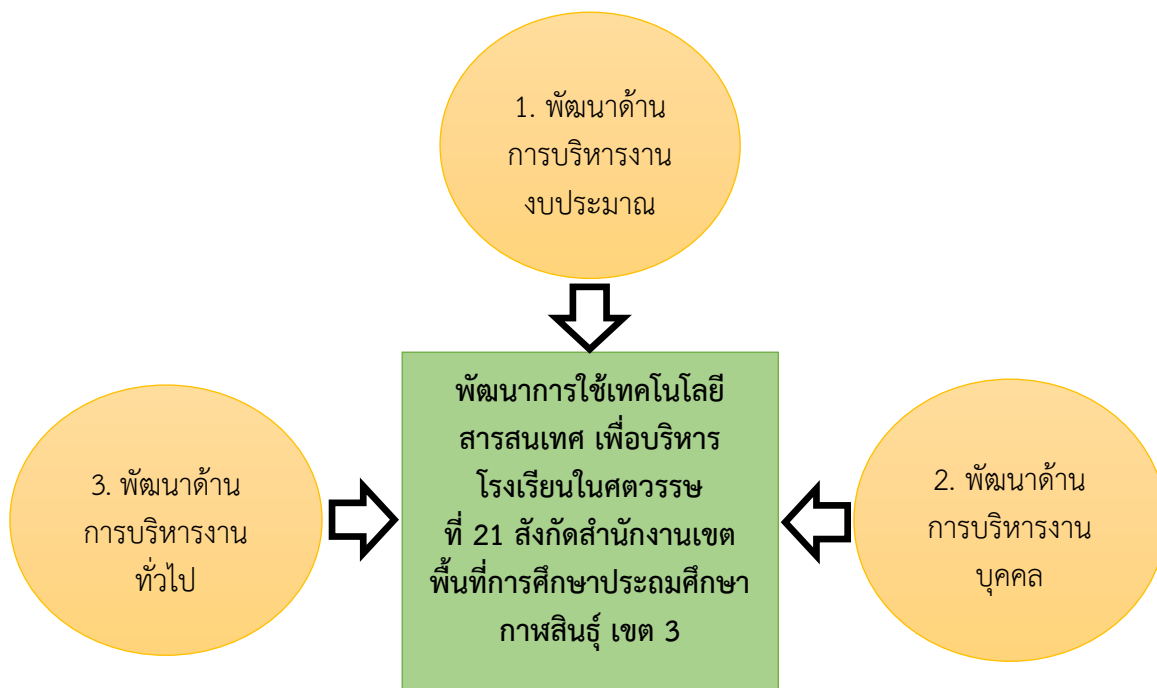 1. พัฒนาด้าน
การบริหารงาน
งบประมาณ
พัฒนาการใช้เทคโนโลยี
สารสนเทศ เพื่อบริหาร
โรงเรียนในศตวรรษ
ที่ 21 สังกัดสำนักงานเขต
พื้นที่การศึกษาประถมศึกษา
กาฬสินธุ์ เขต 3
3. พัฒนาด้าน
การบริหารงาน
ทั่วไป
2. พัฒนาด้าน
การบริหารงาน
บุคคล